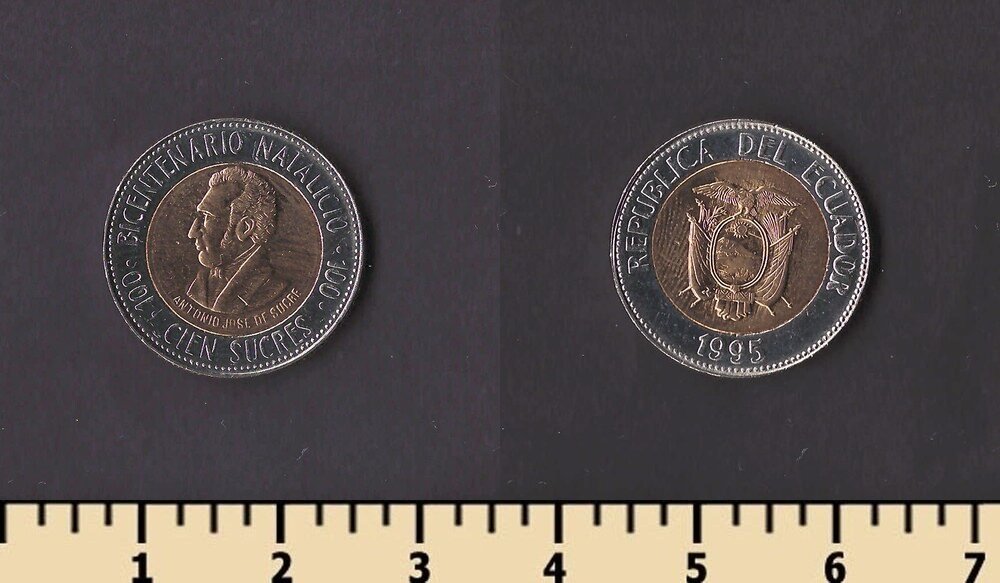 BICENTENARIO NATALICIO
100
100
ANTONIO JOSE DE SUCRE
CIEN SUCRES
REPUBLICA DEL ECUADOR
1995
1 2 3 4 5 6 7